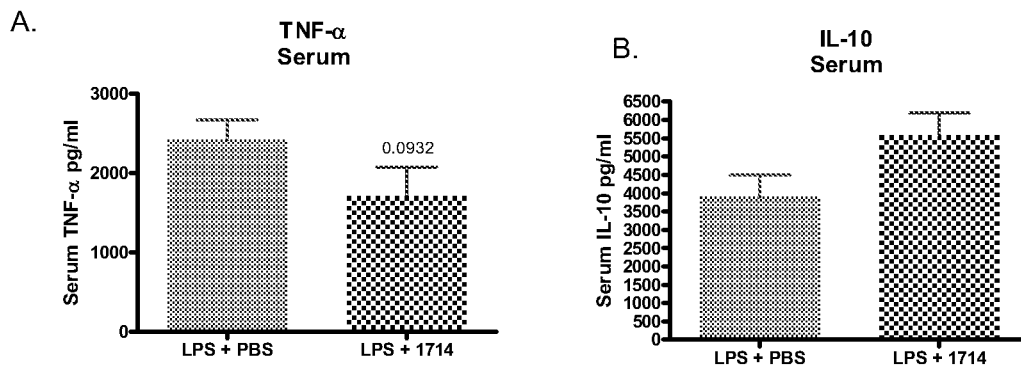 A.
TNF-α
Serum
Serum TNF-α pg/ml
3000
2000
1000
0
0.0932
LPS + PBS
LPS + 1714
B.
IL-10
Serum
Serum IL-10 pg/ml
6500
6000
5500
5000
4500
4000
3500
3000
2500
2000
1500
1000
500
0
LPS + PBS
LPS + 1714